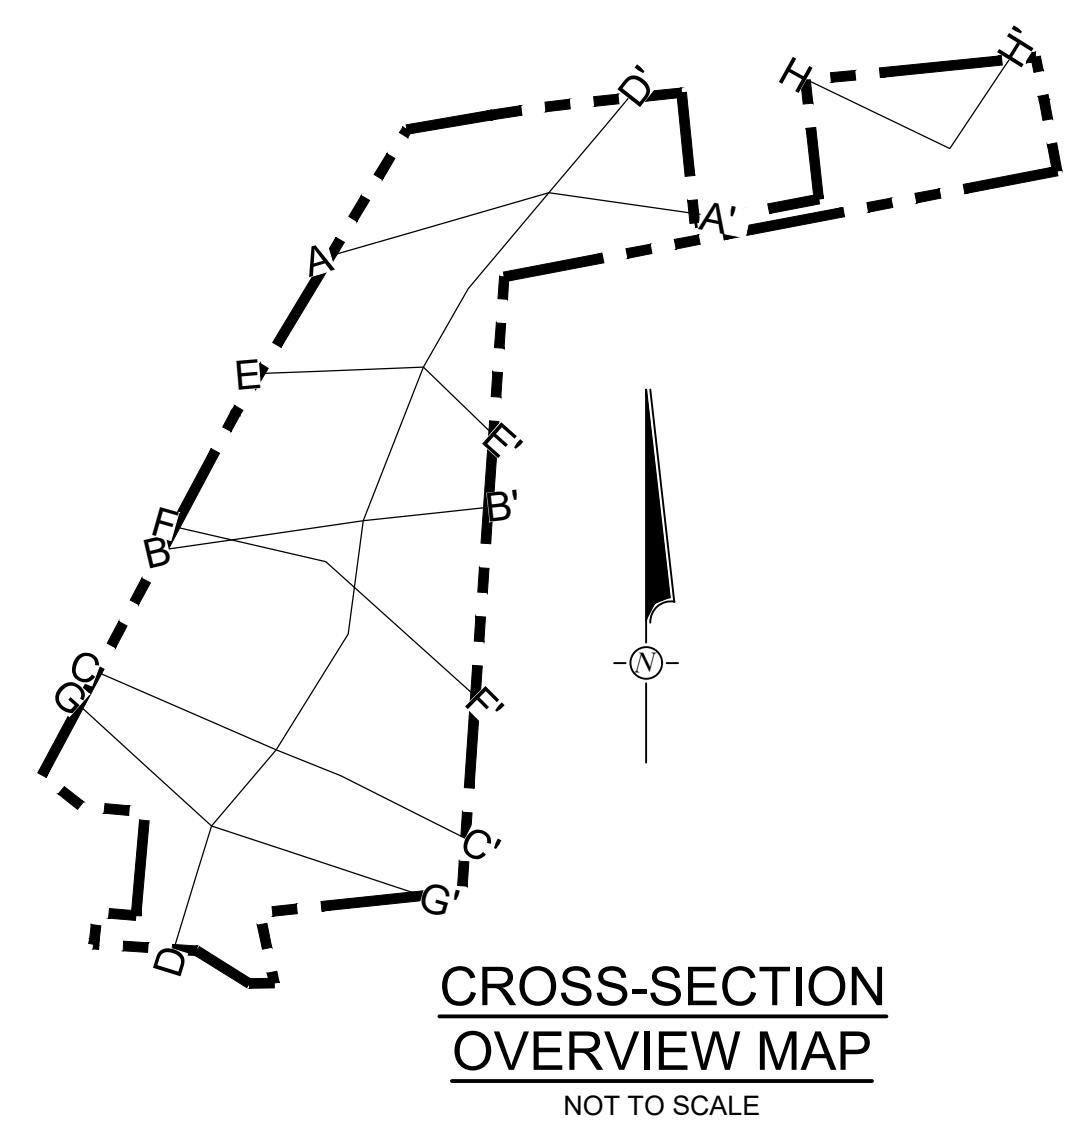 H'
H
D'
A'
A
E
E'
B'
F
B
C
G
F'
N
C'
G'
D
CROSS-SECTION
OVERVIEW MAP
NOT TO SCALE